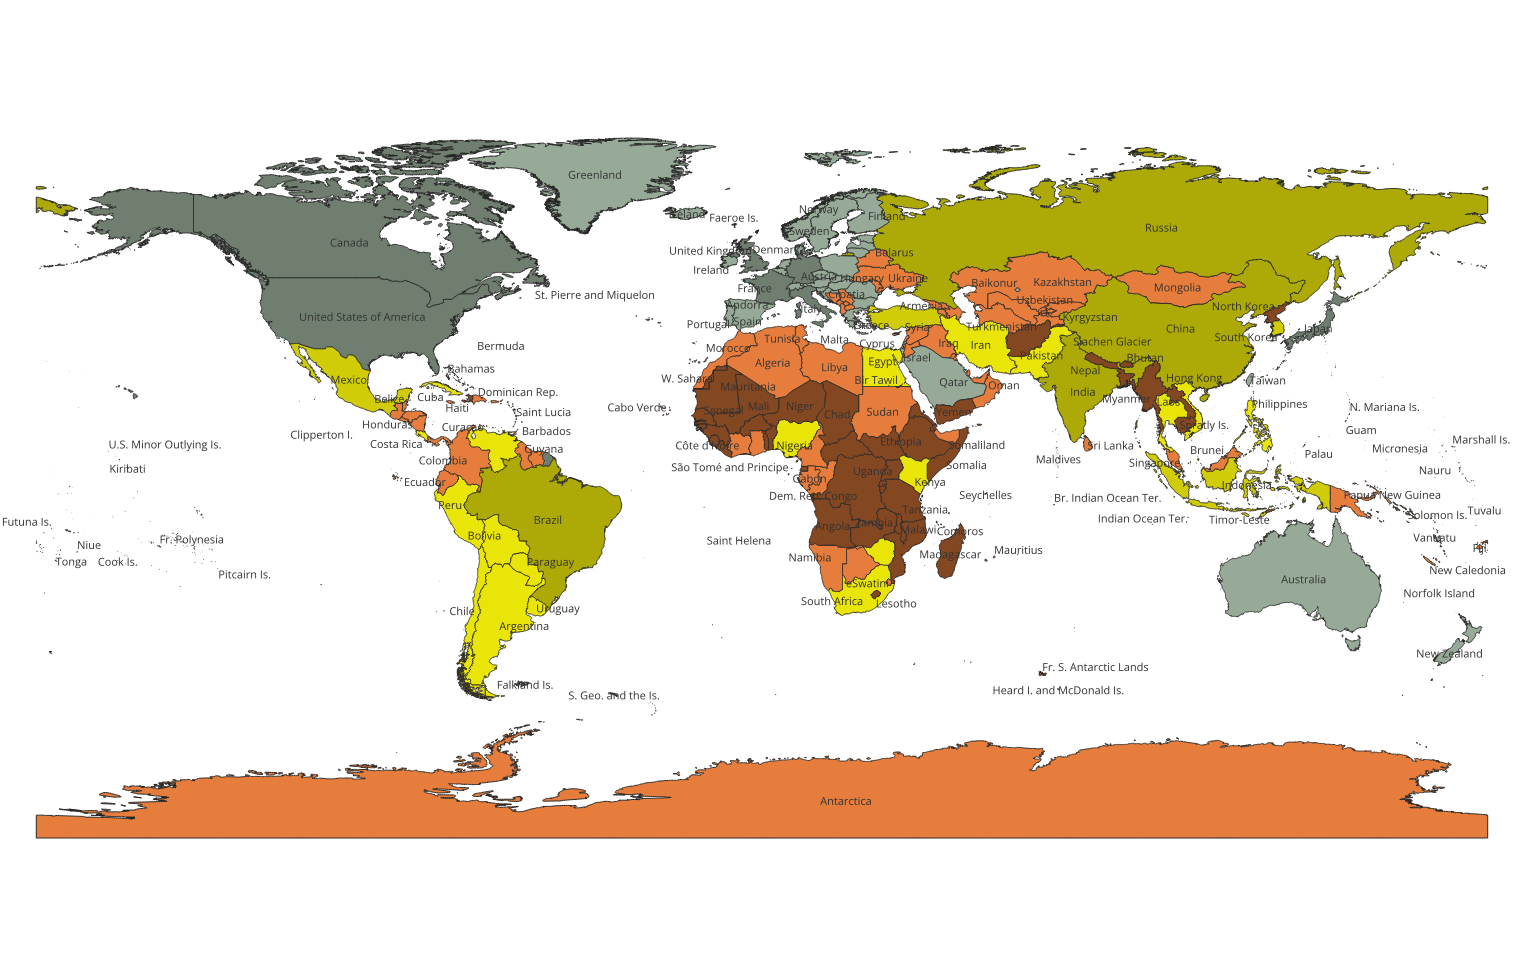 Greenland
Iceland
Faeroe Is.
Norway
Finland
Sweden
Russia
Canada
United Kingdom
Denmark
Belarus
Ireland
Austria
Hungary
Ukraine
Baikonur
Kazakhstan
Mongolia
France
Croatia
St. Pierre and Miquelon
Andorra
Italy
Armenia
Uzbekistan
North Korea
United States of America
Portugal
Spain
Greece
Syria
Turkmenistan
Kyrgyzstan
China
Japan
South Korea
Bermuda
Morocco
Tunisia
Malta
Cyprus
Iraq
Iran
Siachen Glacier
Israel
Pakistan
Bhutan
Algeria
Libya
Egypt
Nepal
Bahamas
Mexico
W. Sahara
Mauritania
Bir Tawil
Qatar
Oman
India
Hong Kong
Taiwan
Dominican Rep.
Belize
Cuba
Haiti
Cabo Verde
Senegal
Mali
Niger
Chad
Sudan
Yemen
Myanmar
Laos
Philippines
N. Mariana Is.
Saint Lucia
Honduras
Curaçao
Barbados
Clipperton I.
Costa Rica
Guyana
Côte d'Ivoire
Nigeria
Ethiopia
Somaliland
Sri Lanka
Spratly Is.
Guam
Marshall Is.
U.S. Minor Outlying Is.
Kiribati
Colombia
São Tomé and Principe
Uganda
Somalia
Maldives
Singapore
Brunei
Palau
Micronesia
Nauru
Ecuador
Gabon
Kenya
Dem. Rep. Congo
Seychelles
Br. Indian Ocean Ter.
Indonesia
Papua New Guinea
Peru
Brazil
Tanzania
Indian Ocean Ter.
Timor-Leste
Solomon Is.
Tuvalu
Futuna Is.
Angola
Zambia
Malawi
Comoros
Niue
Fr. Polynesia
Bolivia
Saint Helena
Vanuatu
Fiji
Tonga
Cook Is.
Pitcairn Is.
Paraguay
Namibia
Madagascar
Mauritius
New Caledonia
Australia
eSwatini
Norfolk Island
Chile
Uruguay
South Africa
Lesotho
Argentina
New Zealand
Fr. S. Antarctic Lands
Falkland Is.
S. Geo. and the Is.
Heard I. and McDonald Is.
Antarctica